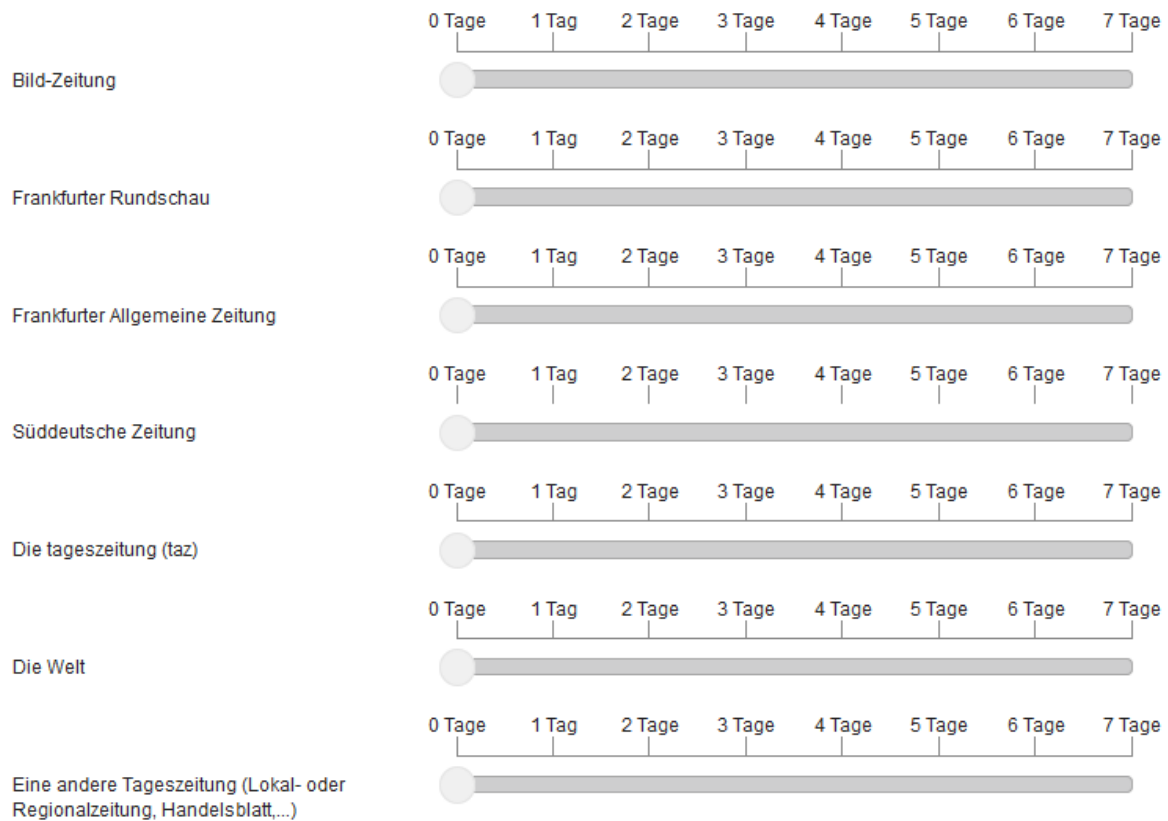 0 Tage 1 Tag 2 Tage 3 Tage 4 Tage 5 Tage 6 Tage 7 Tage
Bild-Zeitung
0 Tage 1 Tag 2 Tage 3 Tage 4 Tage 5 Tage 6 Tage 7 Tage
Frankfurter Rundschau
0 Tage 1 Tag 2 Tage 3 Tage 4 Tage 5 Tage 6 Tage 7 Tage
Frankfurter Allgemeine Zeitung
0 Tage 1 Tag 2 Tage 3 Tage 4 Tage 5 Tage 6 Tage 7 Tage
Süddeutsche Zeitung
0 Tage 1 Tag 2 Tage 3 Tage 4 Tage 5 Tage 6 Tage 7 Tage
Die tageszeitung (taz)
0 Tage 1 Tag 2 Tage 3 Tage 4 Tage 5 Tage 6 Tage 7 Tage
Die Welt
0 Tage 1 Tag 2 Tage 3 Tage 4 Tage 5 Tage 6 Tage 7 Tage
Eine andere Tageszeitung (Lokal- oder
Regionalzeitung, Handelsblatt,...)